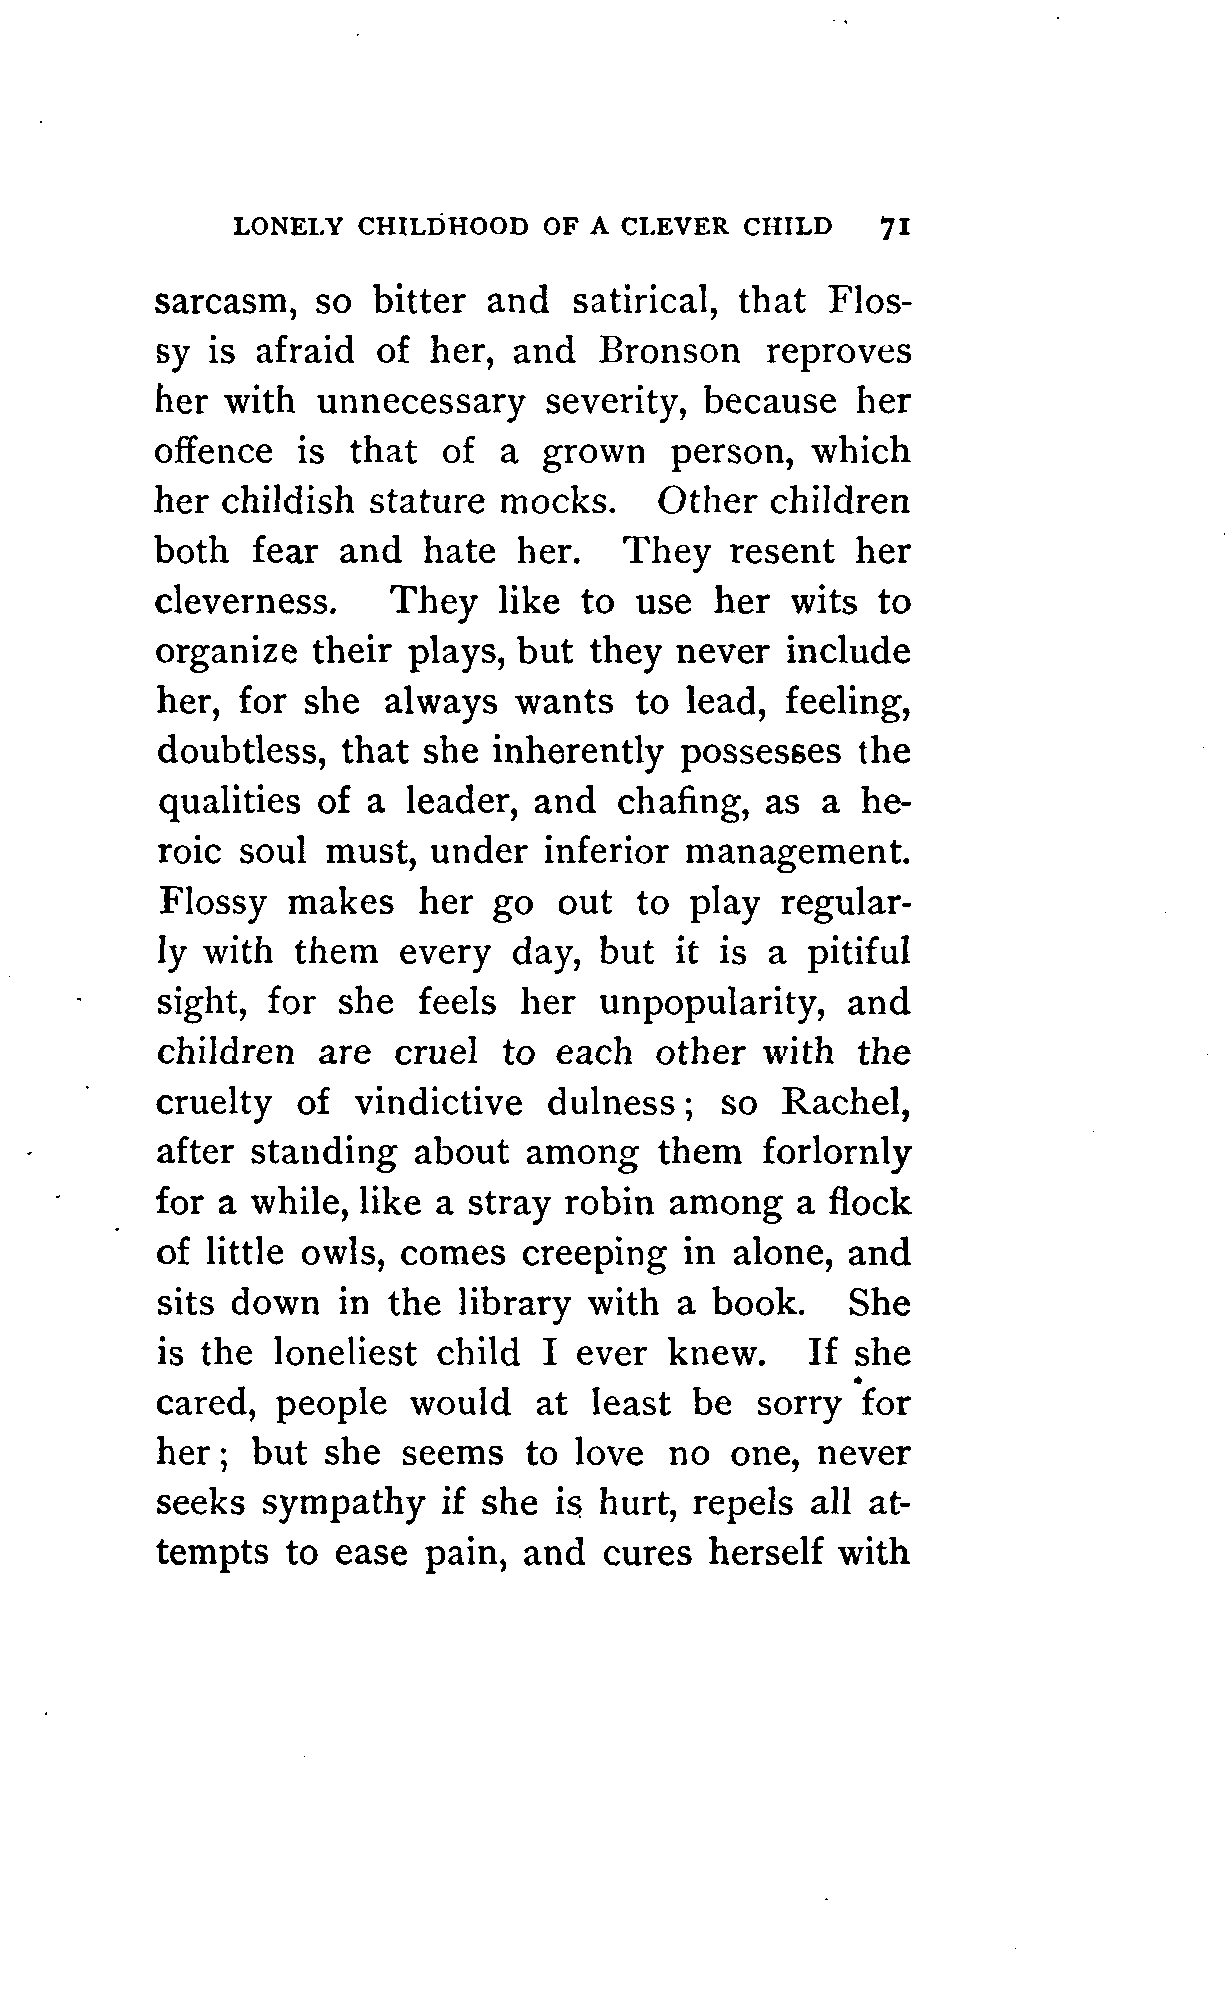 LONELY CHILDHOOD OF A CLEVER CHILD 71
sarcasm, so bitter and satirical, that Flos-
sy is afraid of her, and Bronson reproves
her with unnecessary severity, because her
offence is that of a grown person, which
her childish stature mocks. Other children
both fear and hate her. They resent her
cleverness. They like to use her wits to
organize their plays, but they never include
her, for she always wants to lead, feeling,
doubtless, that she inherently possesses the
qualities of a leader, and chafing, as a he-
roic soul must, under inferior management.
Flossy makes her go out to play regular-
ly with them every day, but it is a pitiful
sight, for she feels her unpopularity, and
children are cruel to each other with the
cruelty of vindictive dulness; so Rachel,
after standing about among them forlornly
for a while, like a stray robin among a flock
of little owls, comes creeping in alone, and
sits down in the library with a book. She
is the loneliest child I ever knew. If she
cared, people would at least be sorry for
her; but she seems to love no one, never
seeks sympathy if she is hurt, repels all at-
tempts to ease pain, and cures herself with